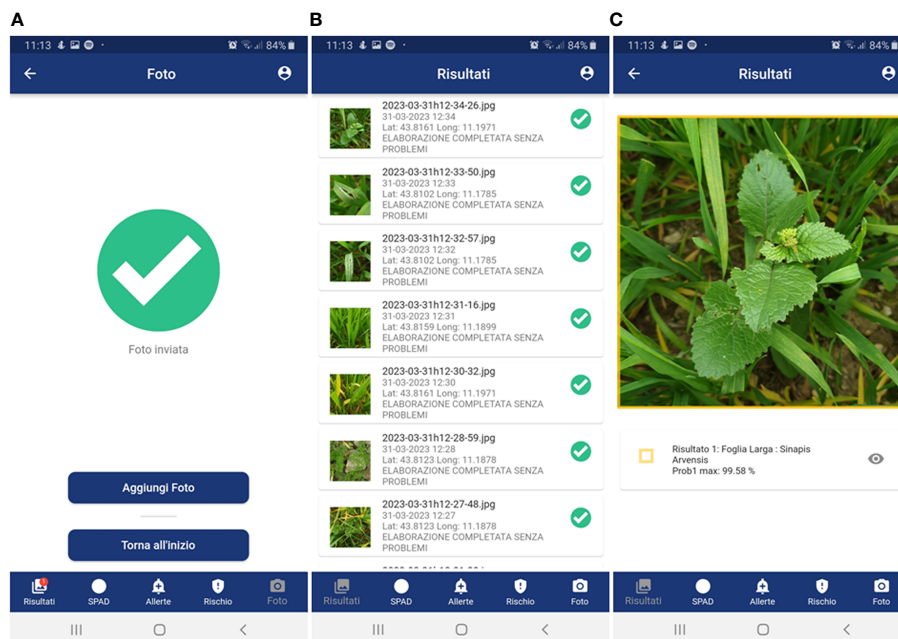 A
11:13 84%
Foto
Foto inviata
Aggiungi Foto
Torna all'inizio
1
Risultati SPAD Allerte Rischio Foto
B
11:13 84%
Risultati
2023-03-31h12-34-26.jpg
31-03-2023 12:34
Lat: 43.8161 Long: 11.1971
ELABORAZIONE COMPLETATA SENZA
PROBLEMI
2023-03-31h12-33-50.jpg
31-03-2023 12:33
Lat: 43.8102 Long: 11.1785
ELABORAZIONE COMPLETATA SENZA
PROBLEMI
2023-03-31h12-32-57.jpg
31-03-2023 12:32
Lat: 43.8102 Long: 11.1785
ELABORAZIONE COMPLETATA SENZA
PROBLEMI
2023-03-31h12-31-16.jpg
31-03-2023 12:31
Lat: 43.8159 Long: 11.1899
ELABORAZIONE COMPLETATA SENZA
PROBLEMI
2023-03-31h12-30-32.jpg
31-03-2023 12:30
Lat: 43.8161 Long: 11.1971
ELABORAZIONE COMPLETATA SENZA
PROBLEMI
2023-03-31h12-28-59.jpg
31-03-2023 12:28
Lat: 43.8123 Long: 11.1878
ELABORAZIONE COMPLETATA SENZA
PROBLEMI
2023-03-31h12-27-48.jpg
31-03-2023 12:27
Lat: 43.8123 Long: 11.1878
ELABORAZIONE COMPLETATA SENZA
PROBLEMI
Risultati SPAD Allerte Rischio Foto
C
11:13 84%
Risultati
Risultato 1: Foglia Larga : Sinapis
Arvensis
Prob1 max: 99.58 %
Risultati SPAD Allerte Rischio Foto